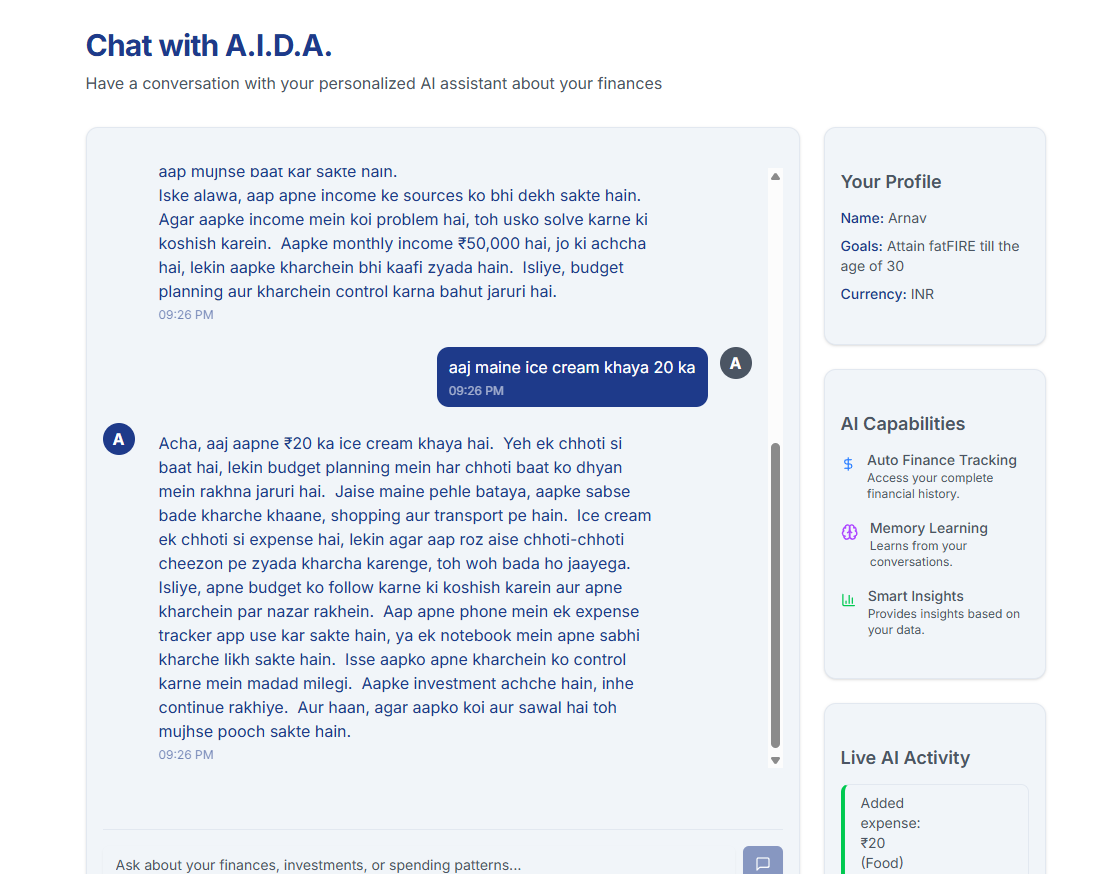 Chat with A.I.D.A.
Have a conversation with your personalized AI assistant about your finances
aap mujhse baat kar sakte hain.
Iske alawa, aap apne income ke sources ko bhi dekh sakte hain.
Agar aapke income mein koi problem hai, toh usko solve karne ki
koshish karein.  Aapke monthly income ₹50,000 hai, jo ki achcha
hai, lekin aapke kharchein bhi kaafi zyada hain.  Isliye, budget
planning aur kharchein control karna bahut jaruri hai.
09:26 PM
aaj maine ice cream khaya 20 ka
09:26 PM
A
A
Acha, aaj aapne ₹20 ka ice cream khaya hai.  Yeh ek chhoti si
baat hai, lekin budget planning mein har chhoti baat ko dhyan
mein rakhna jaruri hai.  Jaise maine pehle bataya, aapke sabse
bade kharche khaane, shopping aur transport pe hain.  Ice cream
ek chhoti si expense hai, lekin agar aap roz aise chhoti-chhoti
cheezon pe zyada kharcha karenge, toh woh bada ho jaayega.
Isliye, apne budget ko follow karne ki koshish karein aur apne
kharchein par nazar rakhein.  Aap apne phone mein ek expense
tracker app use kar sakte hain, ya ek notebook mein apne sabhi
kharche likh sakte hain.  Isse aapko apne kharchein ko control
karne mein madad milegi.  Aapke investment achche hain, inhe
continue rakhiye.  Aur haan, agar aapko koi aur sawal hai toh
mujhse pooch sakte hain.
09:26 PM
Ask about your finances, investments, or spending patterns...
Your Profile
Name: Arnav
Goals: Attain fatFIRE till the
age of 30
Currency: INR
AI Capabilities
Auto Finance Tracking
Access your complete
financial history.
Memory Learning
Learns from your
conversations.
Smart Insights
Provides insights based on
your data.
Live AI Activity
Added
expense:
₹20
(Food)